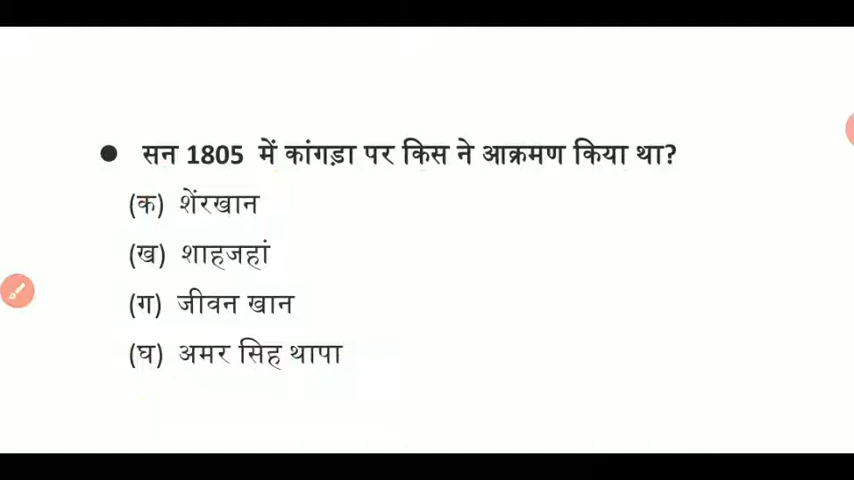 ● सन 1805 में कांगड़ा पर किस ने आक्रमण किया था?
(क) शेंरखान
(ख) शाहजहां
(ग) जीवन खान
(घ) अमर सिह थापा